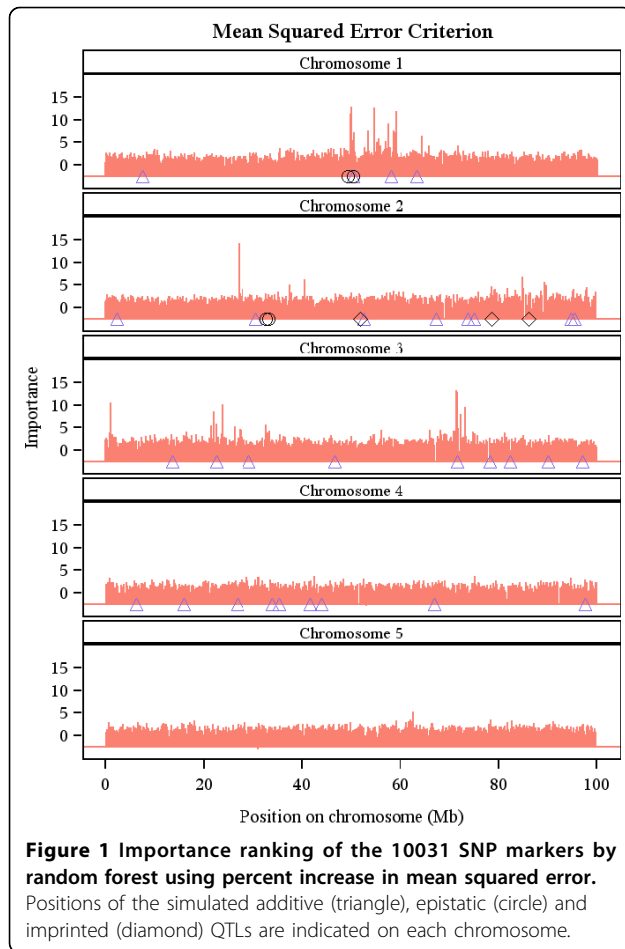 Mean Squared Error Criterion
Chromosome 1
15
10
5
0
Chromosome 2
15
10
5
0
Chromosome 3
15
10
5
0
Importance
Chromosome 4
15
10
5
0
Chromosome 5
15
10
5
0
0 20 40 60 80 100
Position on chromosome (Mb)
Figure 1 Importance ranking of the 10031 SNP markers by
random forest using percent increase in mean squared error.
Positions of the simulated additive (triangle), epistatic (circle) and
imprinted (diamond) QTLs are indicated on each chromosome.